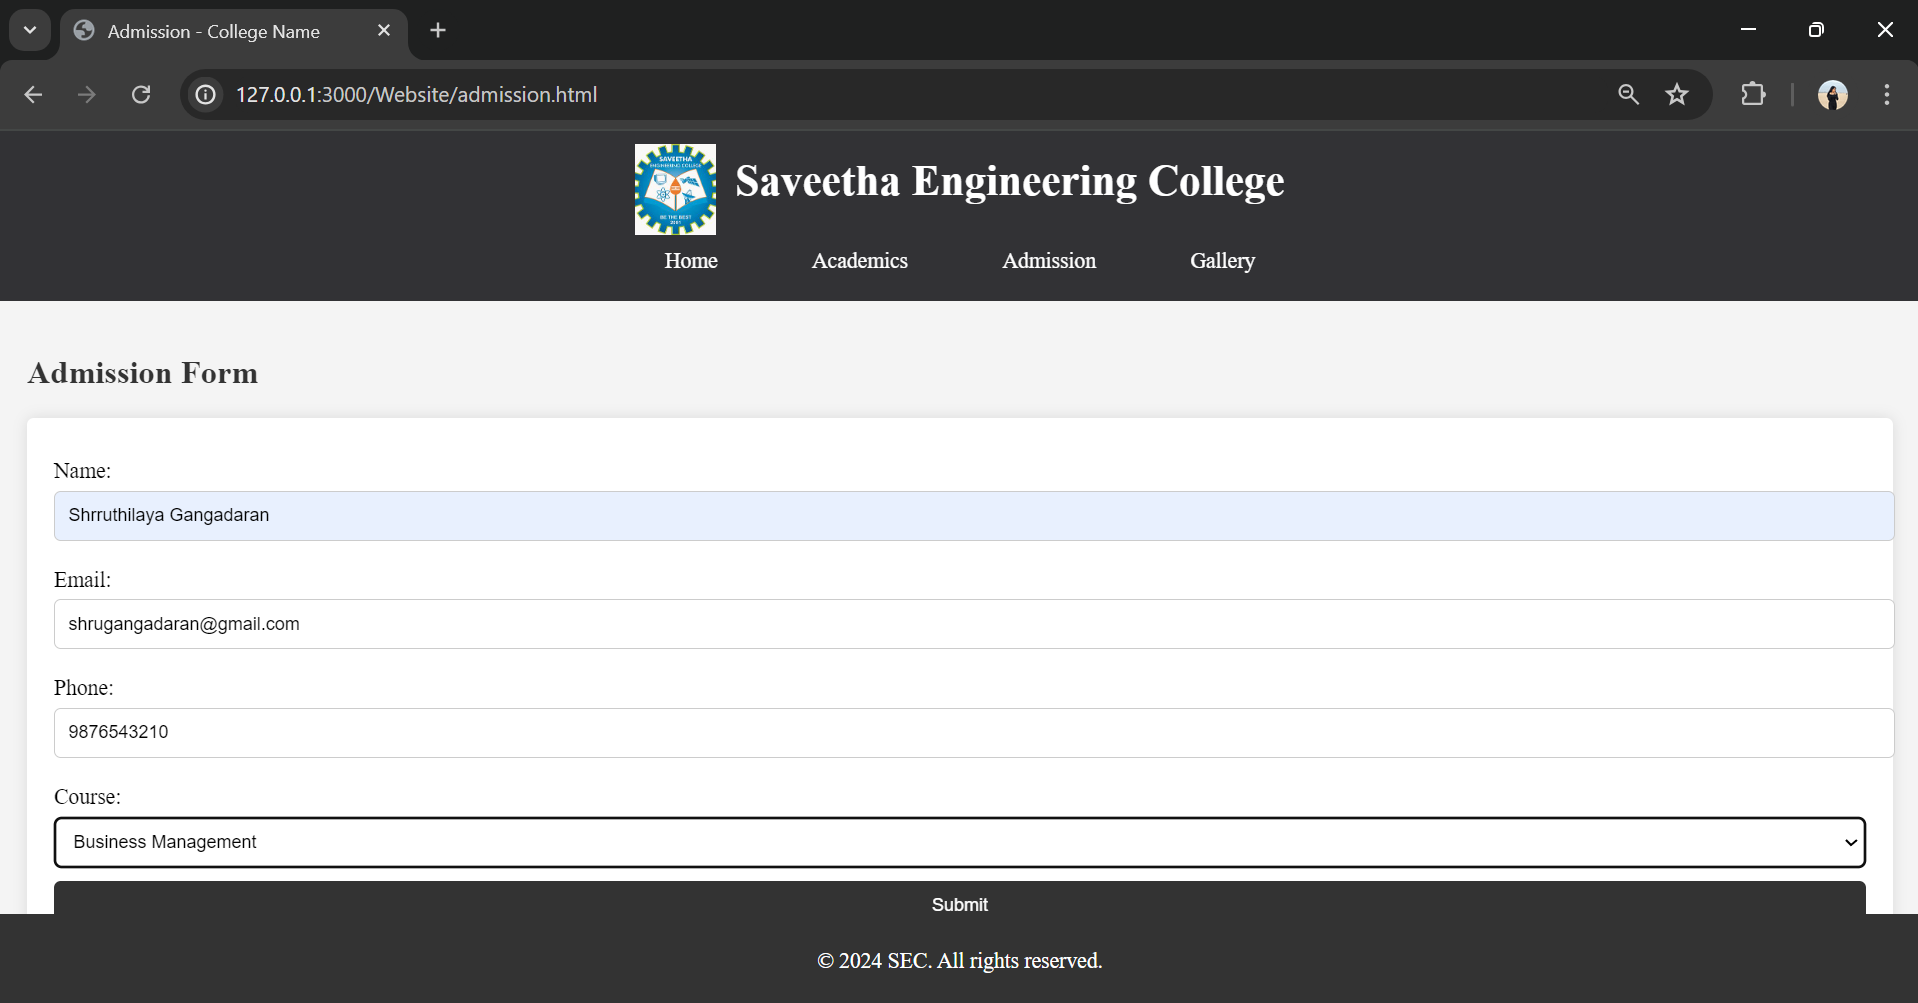 Admission - College Name
127.0.0.1:3000/Website/admission.html
SAVEETHA
ENGINEERING COLLEGE
BE THE BEST
2001
Saveetha Engineering College
Home Academics Admission Gallery
Admission Form
Name:
Shrruthilaya Gangadaran
Email:
shrugangadaran@gmail.com
Phone:
9876543210
Course:
Business Management
Submit
© 2024 SEC. All rights reserved.